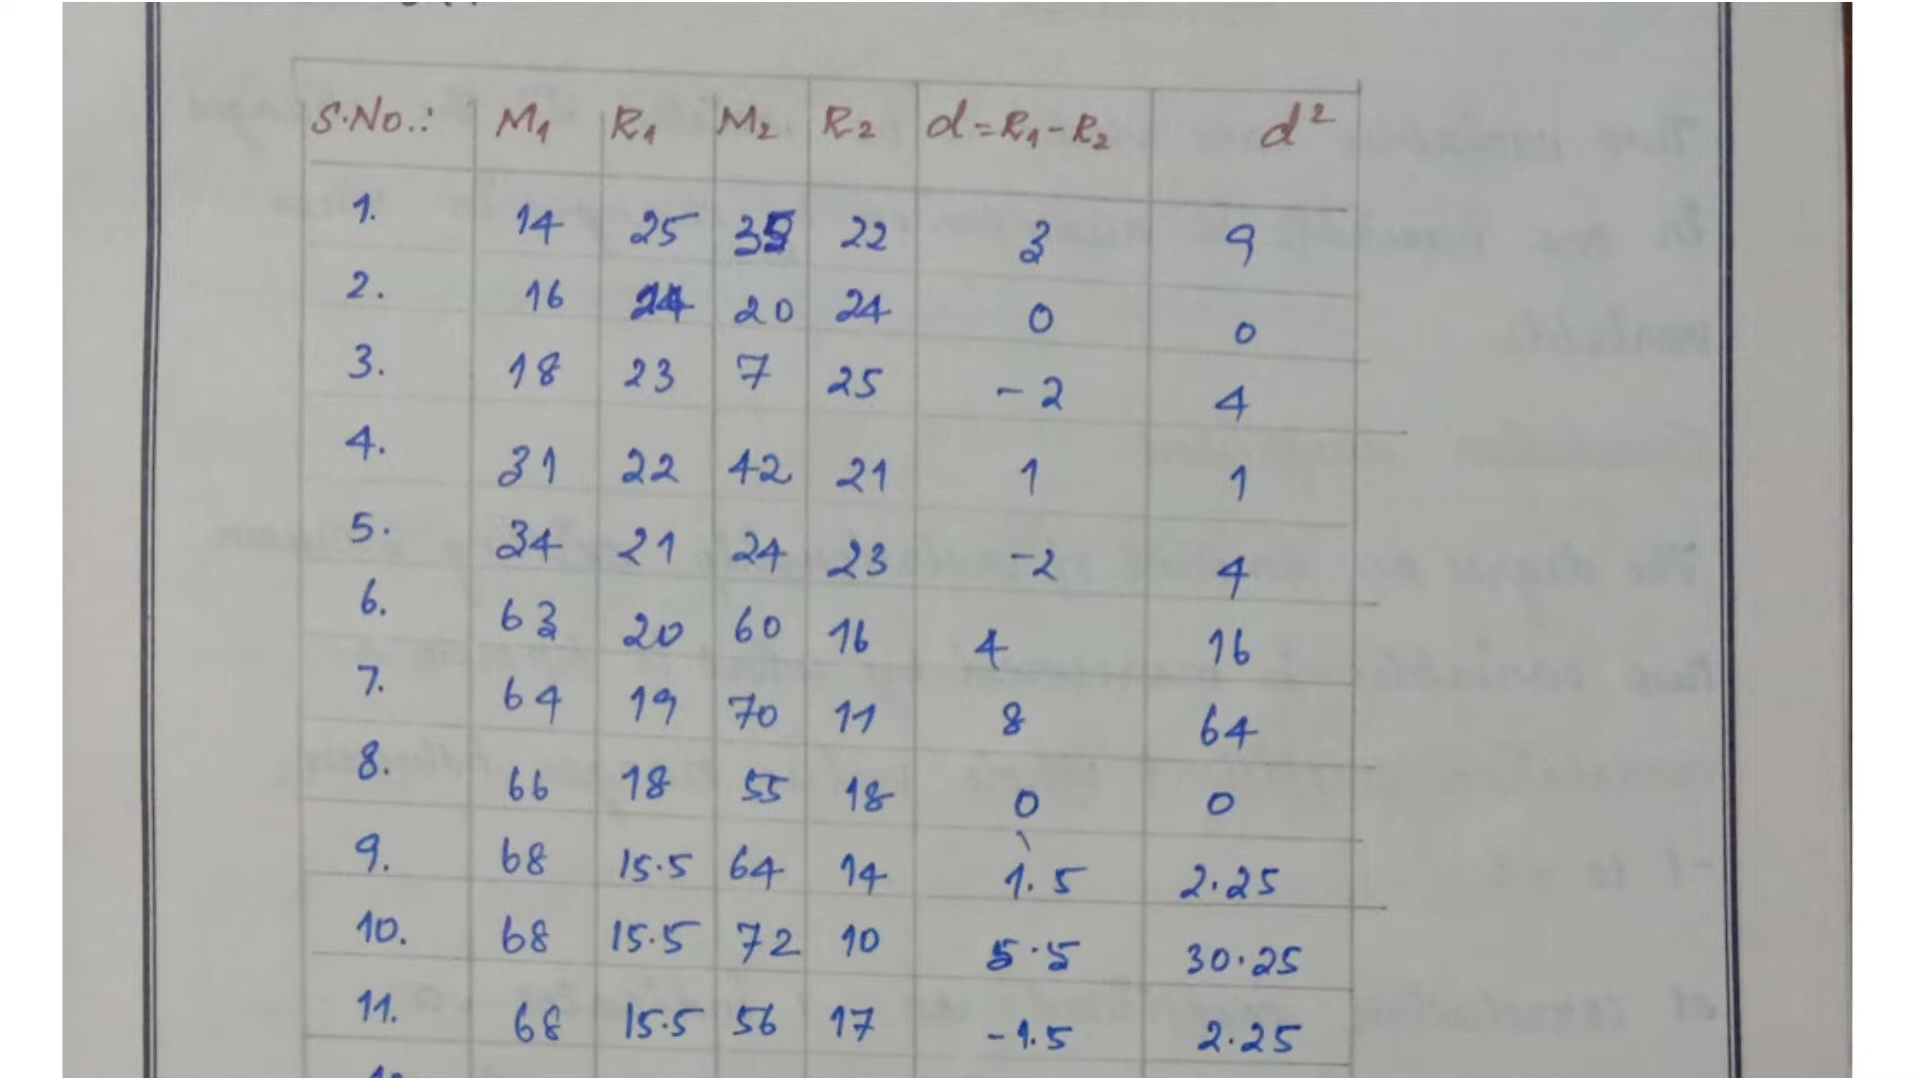 S.No.: M1 R1 M2 R2 d=R1-R2 d²
1. 14 25 35 22 3 9
2. 16 24 20 24 0 0
3. 18 23 7 25 -2 4
4. 31 22 42 21 1 1
5. 34 21 24 23 -2 4
6. 63 20 60 16 4 16
7. 64 19 70 11 8 64
8. 66 18 55 18 0 0
9. 68 15.5 64 14 1.5 2.25
10. 68 15.5 72 10 5.5 30.25
11. 68 15.5 56 17 -1.5 2.25